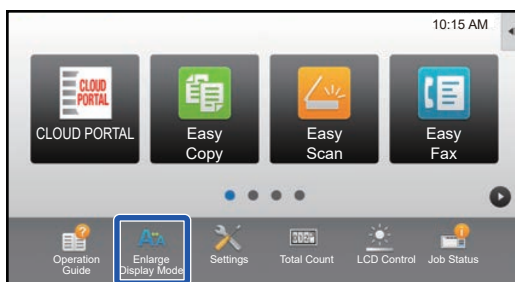 10:15 AM
CLOUD
PORTAL
CLOUD PORTAL
Easy
Copy
Easy
Scan
Easy
Fax
Operation
Guide
Enlarge
Display Mode
Settings
Total Count
LCD Control
Job Status